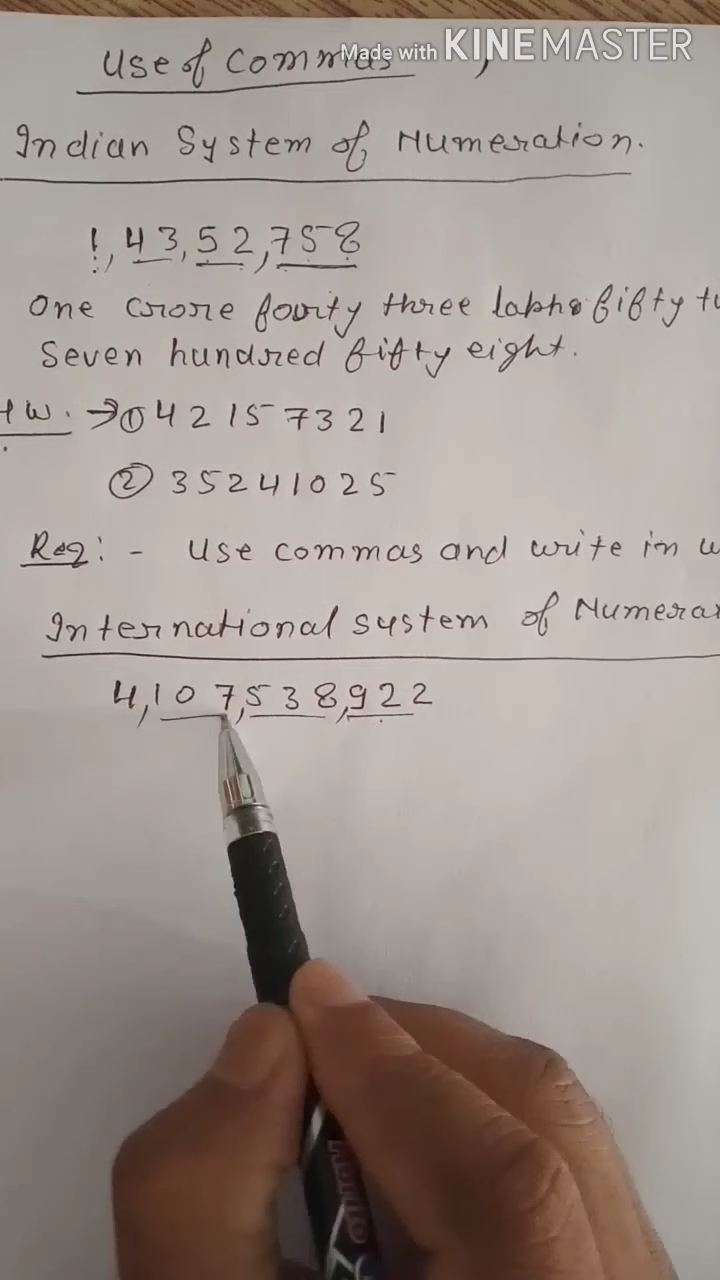 Use of Commas ,
Made with KINEMASTER
Indian System of Numeration.
1,43,52,758
One crore fourty three lakhs fifty
Seven hundred fifty eight.
HW. → ① 42157321
② 35241025
Req: - Use commas and write in
International system of
4,107,538,922